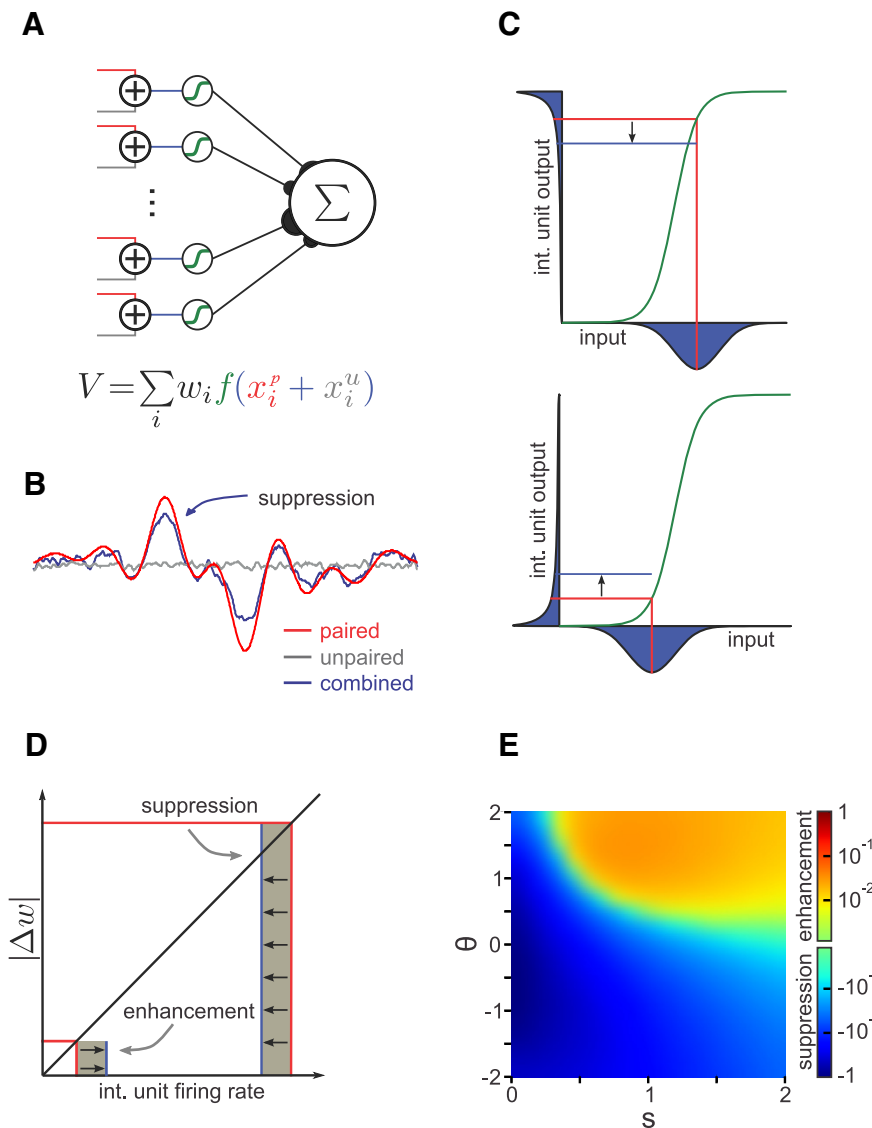 A
C
Σ
int. unit output
input
V = ∑ w_i f(x_i^p + x_i^u)
i
B
suppression
paired
unpaired
combined
int. unit output
input
D
E
suppression
enhancement
|Δw|
int. unit firing rate
2
1
0
-1
-2
θ
0
1
2
s
enhancement
suppression
1
10^-1
10^-2
-10^-
-10^-
-1